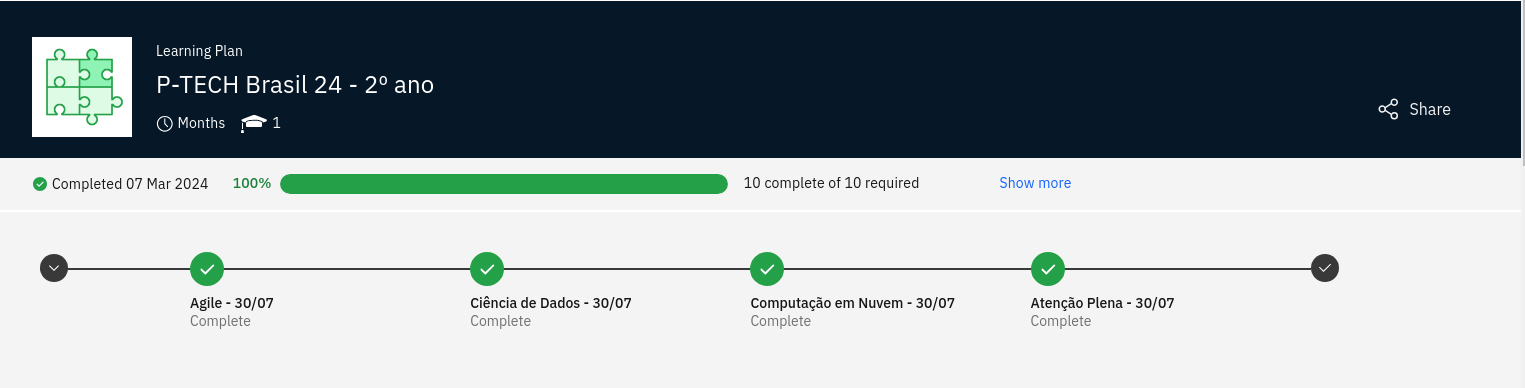 Learning Plan
P-TECH Brasil 24 - 2º ano
Months 1
Share
Completed 07 Mar 2024 100% 10 complete of 10 required Show more
Agile - 30/07
Complete
Ciência de Dados - 30/07
Complete
Computação em Nuvem - 30/07
Complete
Atenção Plena - 30/07
Complete